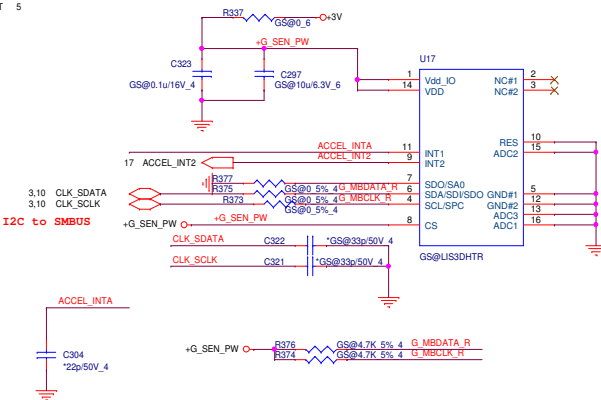 T 5
R337
GS@0_6
+3V
+G_SEN_PW
C323
GS@0.1u/16V_4
C297
GS@10u/6.3V_6
U17
1 Vdd_IO NC#1 2
14 VDD NC#2 3
RES 10
ACCEL_INTA 11 INT1 ADC2 15
17 ACCEL_INT2 ACCEL_INT2 9 INT2
R377 7 SDO/SA0
3,10 CLK_SDATA R375 GS@0_5%_4 G_MBDATA_R 6 SDA/SDI/SDO GND#1 5
3,10 CLK_SCLK R373 GS@0_5%_4 G_MBCLK_R 4 SCL/SPC GND#2 12
GS@0_5%_4 ADC3 13
I2C to SMBUS
+G_SEN_PW +G_SEN_PW 8 CS ADC1 16
CLK_SDATA C322 *GS@33p/50V_4
GS@LIS3DHTR
CLK_SCLK C321 *GS@33p/50V_4
ACCEL_INTA
C304
*22p/50V_4
+G_SEN_PW R376 GS@4.7K_5%_4 G_MBDATA_R
R374 GS@4.7K_5%_4 G_MBCLK_R